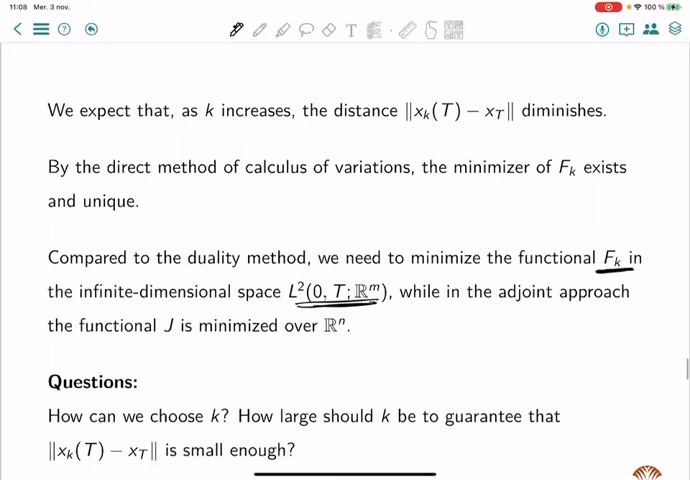 11:08 Mer. 3 nov. 100 %
We expect that, as k increases, the distance ‖x_k(T) − x_T‖ diminishes.
By the direct method of calculus of variations, the minimizer of F_k exists
and unique.
Compared to the duality method, we need to minimize the functional F_k in
the infinite-dimensional space L²(0, T; ℝᵐ), while in the adjoint approach
the functional J is minimized over ℝⁿ.
Questions:
How can we choose k? How large should k be to guarantee that
‖x_k(T) − x_T‖ is small enough?